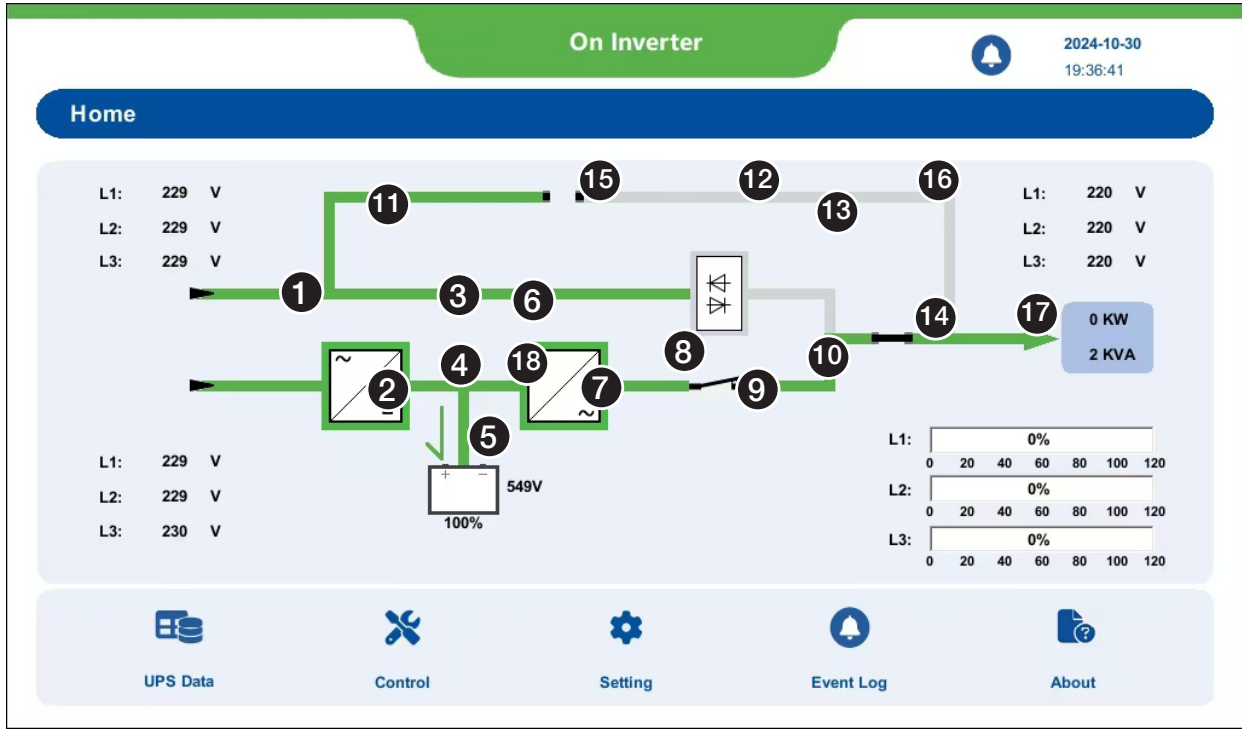 On Inverter
2024-10-30
19:36:41
Home
L1: 229 V
L2: 229 V
L3: 229 V
11
15
12
13
16
L1: 220 V
L2: 220 V
L3: 220 V
1
3
6
8
10
14
17
0 KW
2 KVA
~
2
=
4
18
7
~
9
5
+ −
549V
100%
L1: 229 V
L2: 229 V
L3: 230 V
L1: 0%
0 20 40 60 80 100 120
L2: 0%
0 20 40 60 80 100 120
L3: 0%
0 20 40 60 80 100 120
UPS Data
Control
Setting
Event Log
About